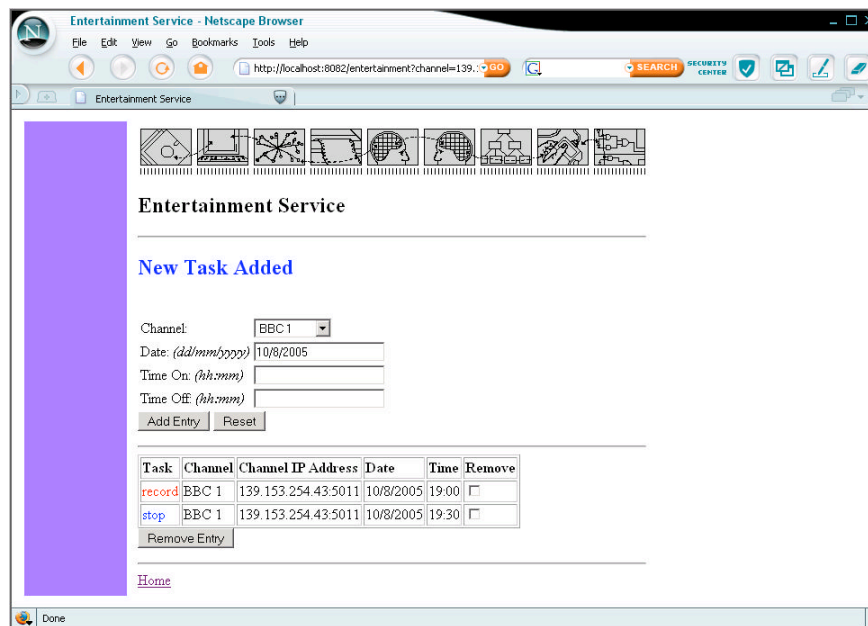 Entertainment Service - Netscape Browser
File Edit View Go Bookmarks Tools Help
http://localhost:8082/entertainment?channel=139.: GO G SEARCH SECURITY CENTER
Entertainment Service
Entertainment Service
New Task Added
Channel: BBC 1
Date: (dd/mm/yyyy) 10/8/2005
Time On: (hh:mm)
Time Off: (hh:mm)
Add Entry Reset
Task Channel Channel IP Address Date Time Remove
record BBC 1 139.153.254.43:5011 10/8/2005 19:00
stop BBC 1 139.153.254.43:5011 10/8/2005 19:30
Remove Entry
Home
Done